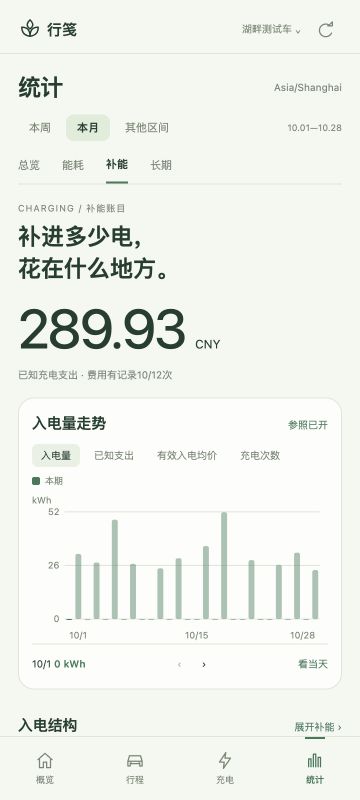 行笺
湖畔测试车
统计
Asia/Shanghai
本周 本月 其他区间 10.01—10.28
总览 能耗 补能 长期
CHARGING / 补能账目
补进多少电，
花在什么地方。
289.93 CNY
已知充电支出 · 费用有记录10/12次
入电量走势 参照已开
入电量 已知支出 有效入电均价 充电次数
本期
kWh
52
26
0
10/1 10/15 10/28
10/1 0 kWh ‹ › 看当天
入电结构 展开补能 ›
概览 行程 充电 统计